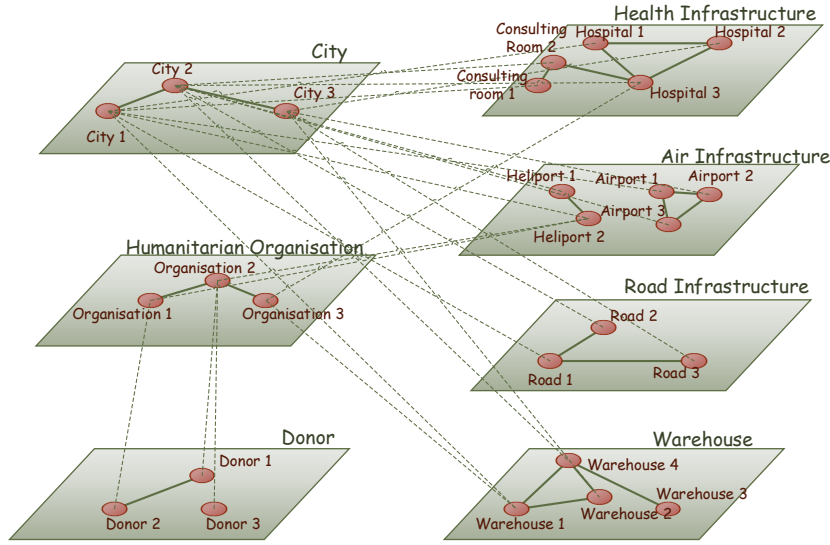 Health Infrastructure
Consulting
Room 2
Hospital 1
Hospital 2
Consulting
room 1
Hospital 3
City
City 2
City 3
City 1
Air Infrastructure
Heliport 1
Airport 1
Airport 2
Airport 3
Heliport 2
Humanitarian Organisation
Organisation 2
Organisation 1
Organisation 3
Road Infrastructure
Road 2
Road 1
Road 3
Donor
Donor 1
Donor 2
Donor 3
Warehouse
Warehouse 4
Warehouse 3
Warehouse 2
Warehouse 1